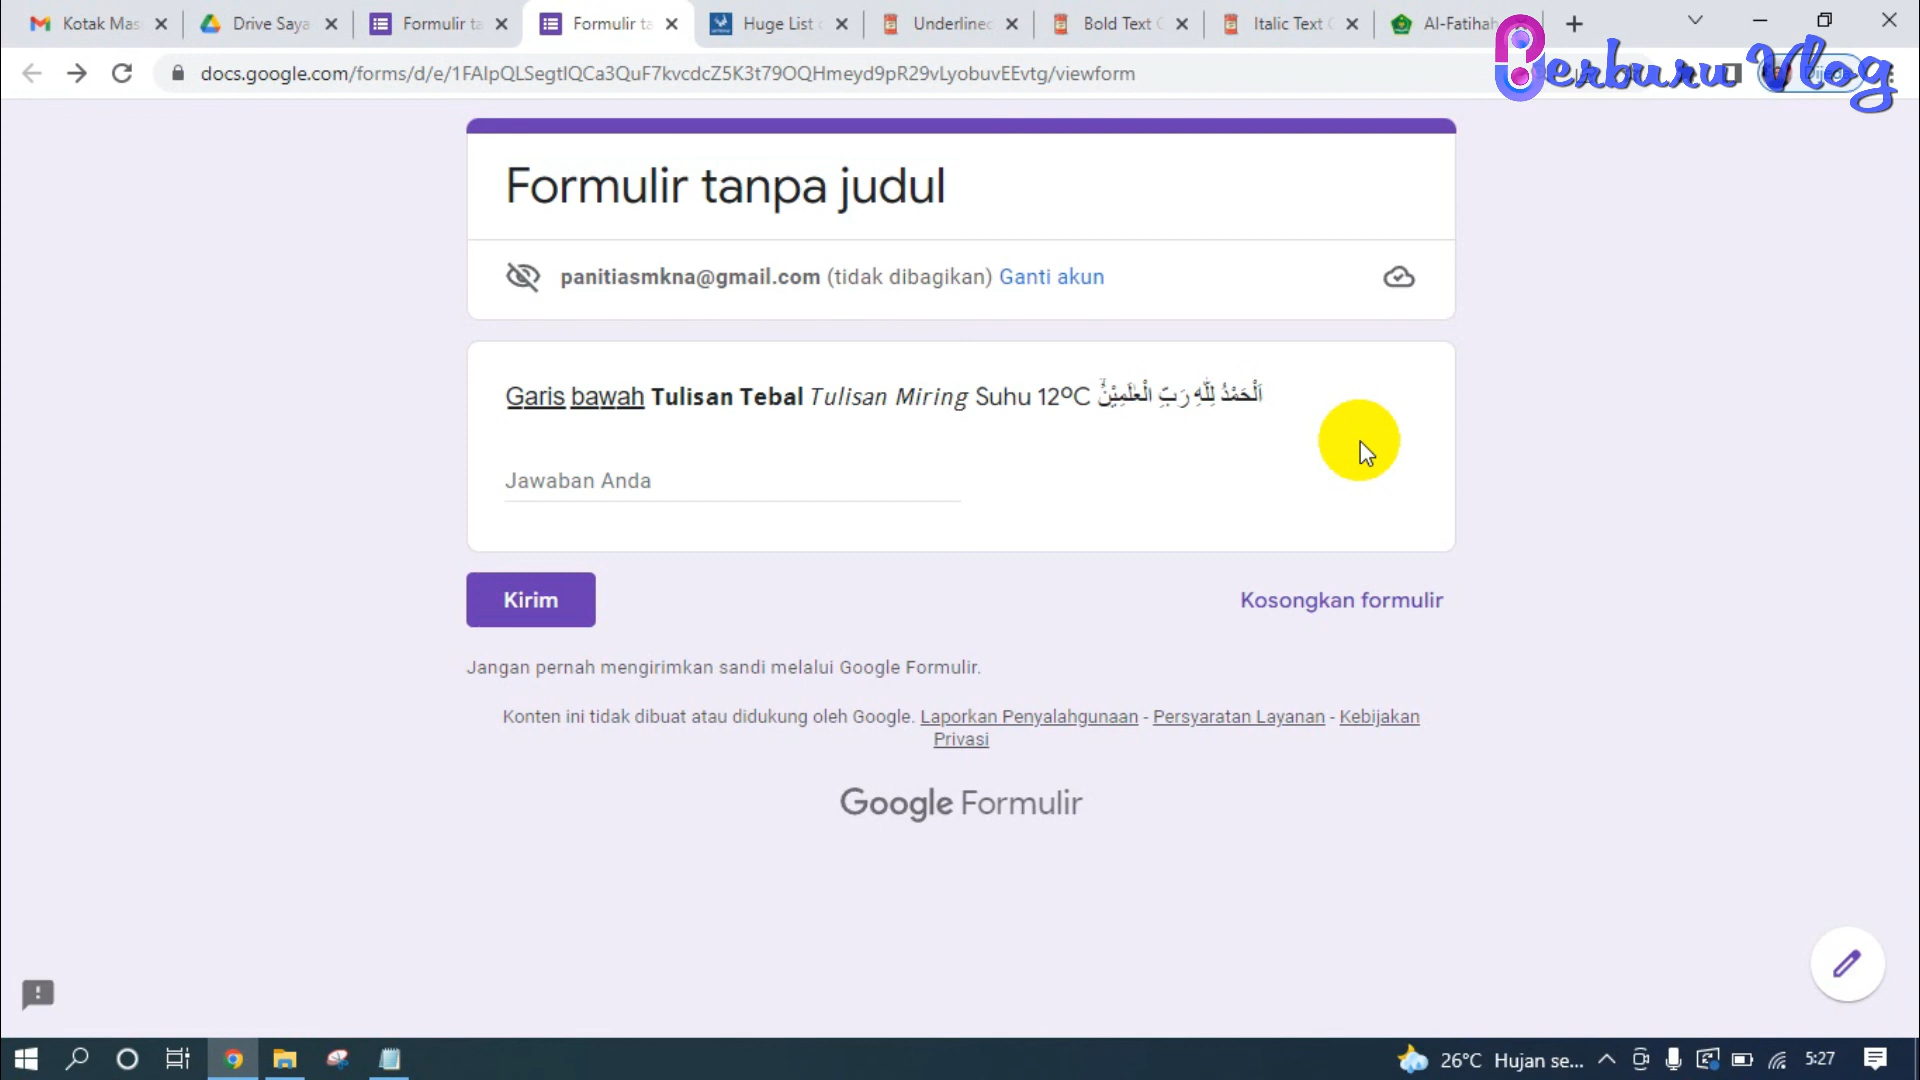 Kotak Mas
Drive Saya
Formulir ta
Formulir ta
Huge List
Underlined
Bold Text
Italic Text
Al-Fatihah
docs.google.com/forms/d/e/1FAIpQLSegtIQCa3QuF7kvcdcZ5K3t79OQHmeyd9pR29vLyobuvEEvtg/viewform
Berburu Vlog
Formulir tanpa judul
panitiasmkna@gmail.com (tidak dibagikan) Ganti akun
Garis bawah Tulisan Tebal Tulisan Miring Suhu 12°C اَلْحَمْدُ لِلّٰهِ رَبِّ الْعٰلَمِيْنَۙ
Jawaban Anda
Kirim
Kosongkan formulir
Jangan pernah mengirimkan sandi melalui Google Formulir.
Konten ini tidak dibuat atau didukung oleh Google. Laporkan Penyalahgunaan - Persyaratan Layanan - Kebijakan
Privasi
Google Formulir
26°C Hujan se...
5:27